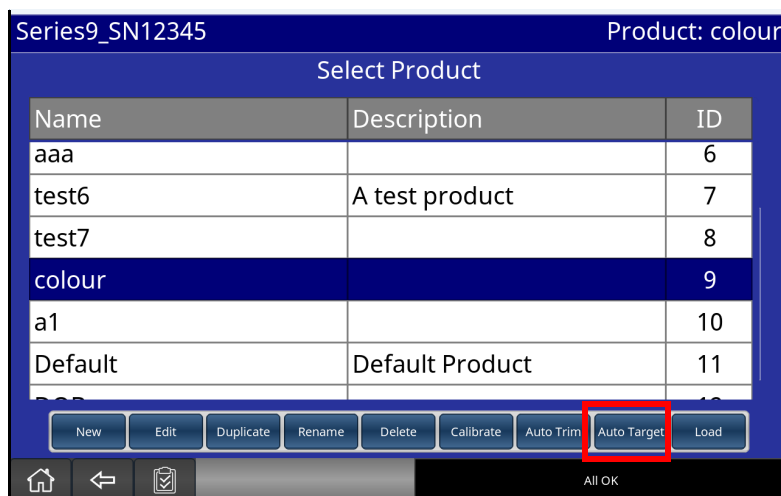 Series9_SN12345 Product: colour
Select Product
Name Description ID
aaa 6
test6 A test product 7
test7 8
colour 9
a1 10
Default Default Product 11
New Edit Duplicate Rename Delete Calibrate Auto Trim Auto Target Load
All OK